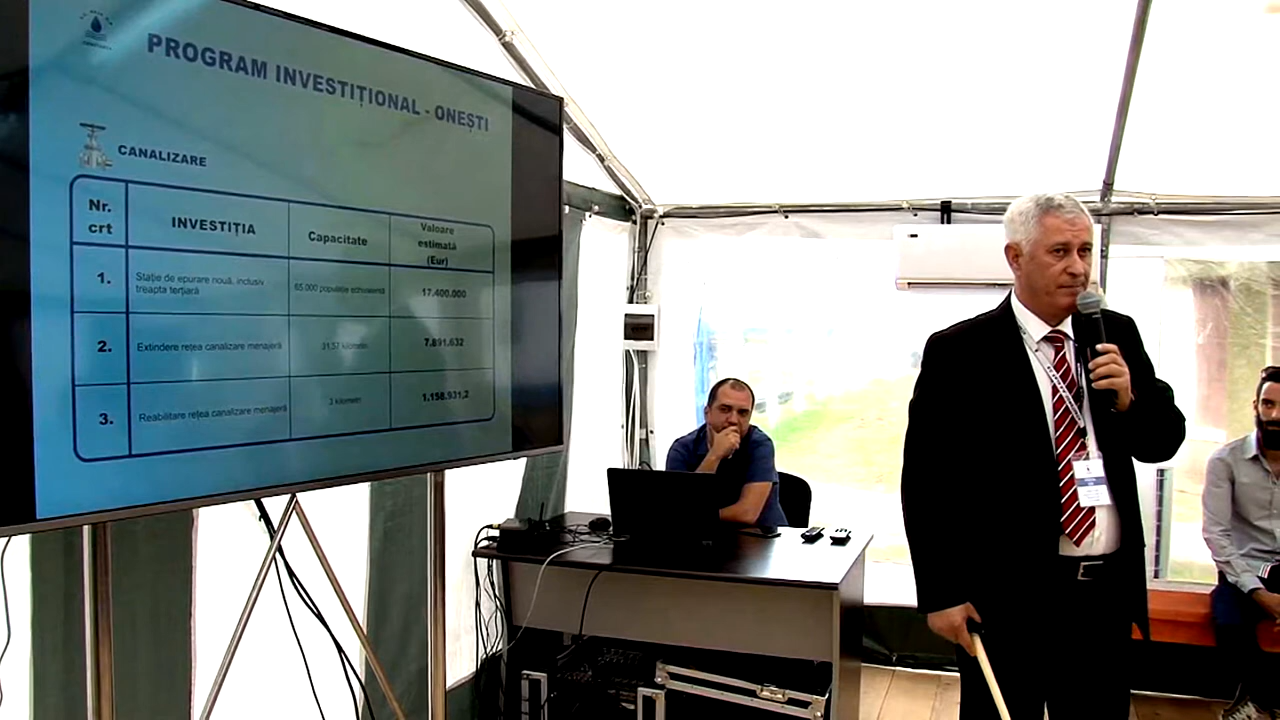 PROGRAM INVESTIȚIONAL - ONEȘTI
CANALIZARE
Nr. crt
INVESTIȚIA
Capacitate
Valoare estimată (Eur)
1.
Stație de epurare nouă, inclusiv
treapta terțiară
65.000 populație echivalentă
17.400.000
2.
Extindere rețea canalizare menajeră
31,57 kilometri
7.891.632
3.
Reabilitare rețea canalizare menajeră
3 kilometri
1.158.931,2